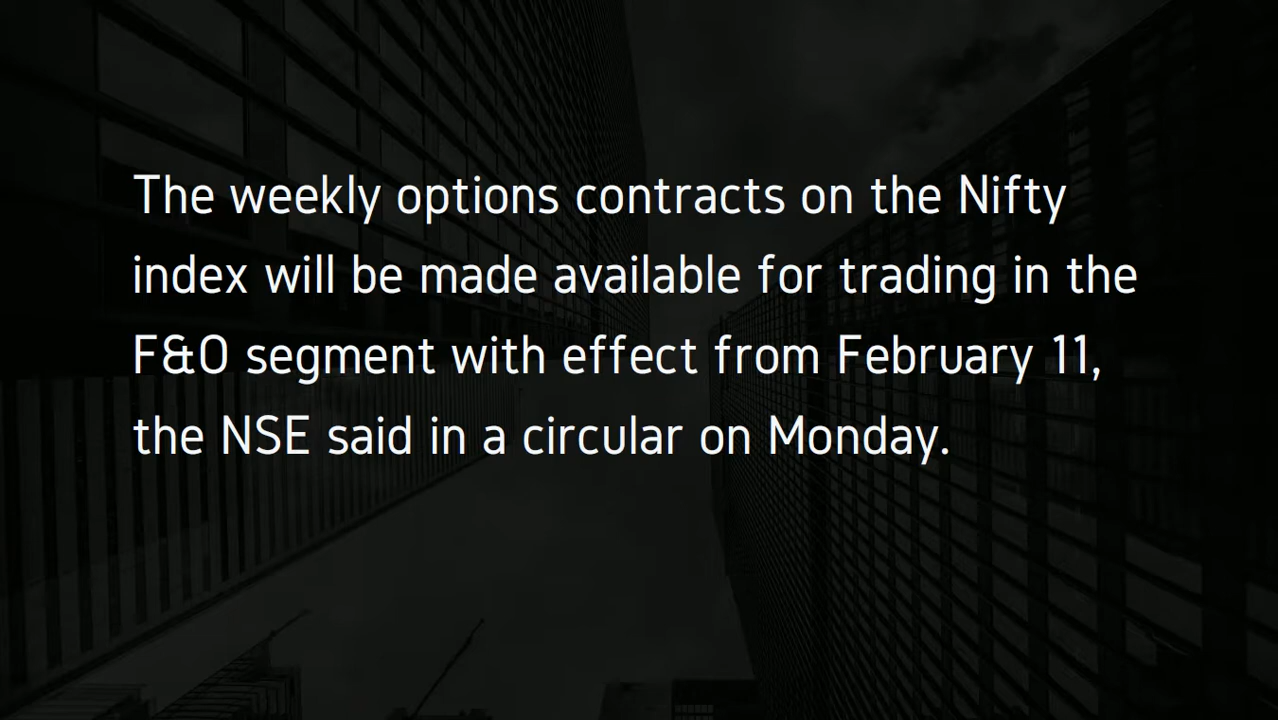 The weekly options contracts on the Nifty
index will be made available for trading in the
F&O segment with effect from February 11,
the NSE said in a circular on Monday.